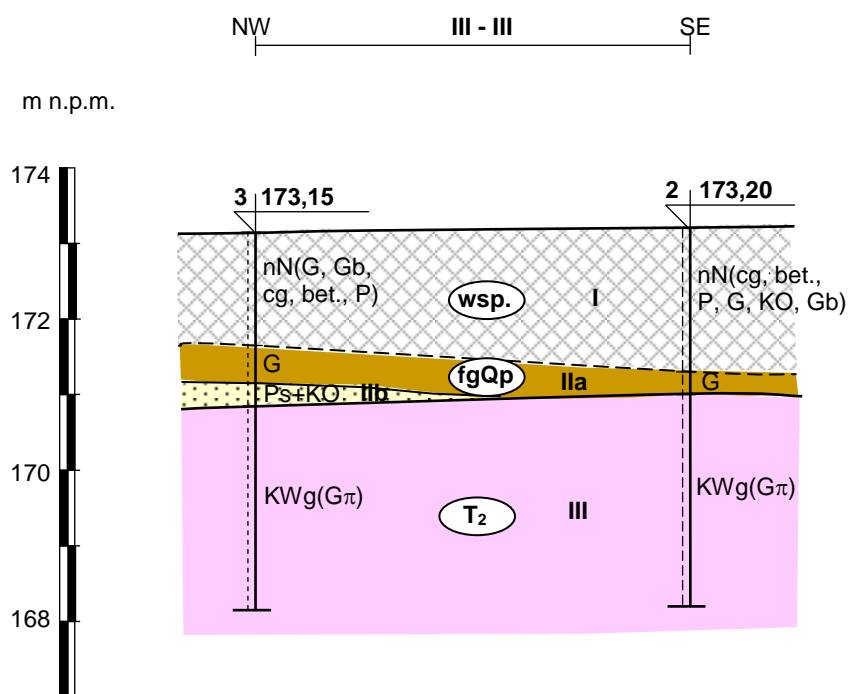 NW III - III SE
m n.p.m.
174
3 173,15
2 173,20
nN(G, Gb,
cg, bet., P)
wsp.
I
nN(cg, bet.,
P, G, KO, Gb)
172
G
fgQp
IIa
G
Ps+KO IIb
170
KWg(Gπ)
T₂
III
KWg(Gπ)
168